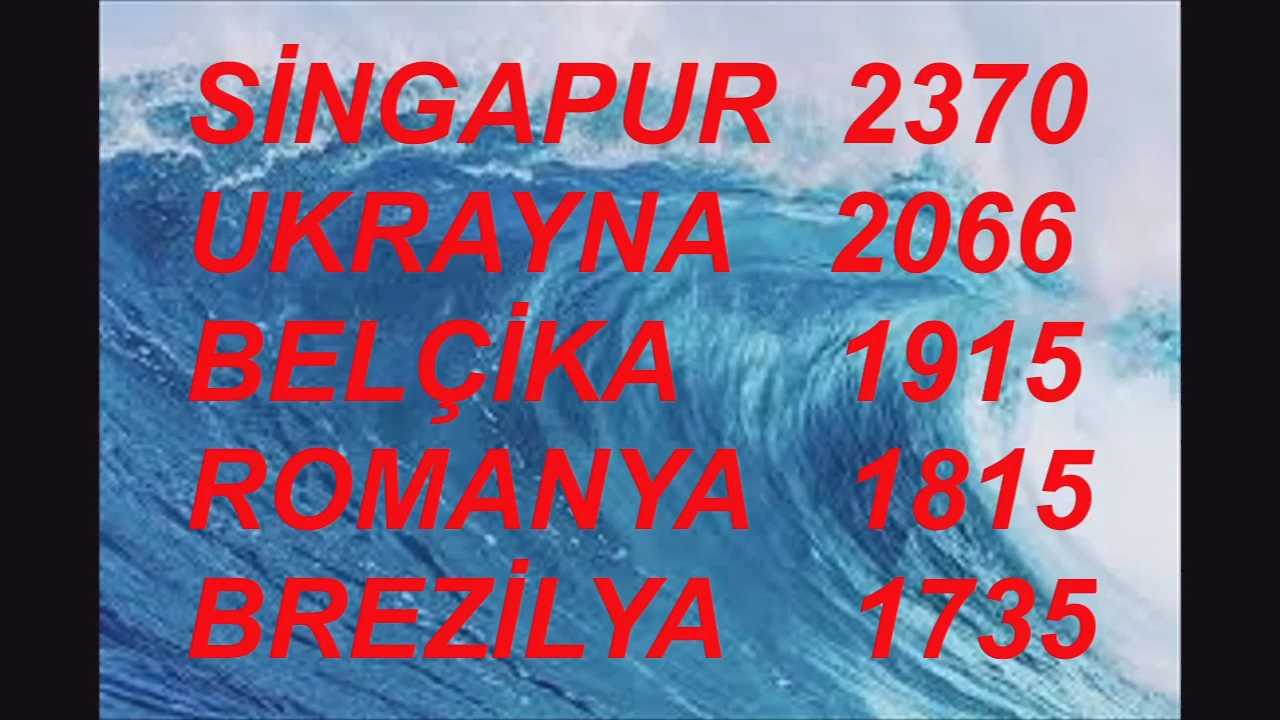 SİNGAPUR 2370
UKRAYNA 2066
BELÇİKA 1915
ROMANYA 1815
BREZİLYA 1735